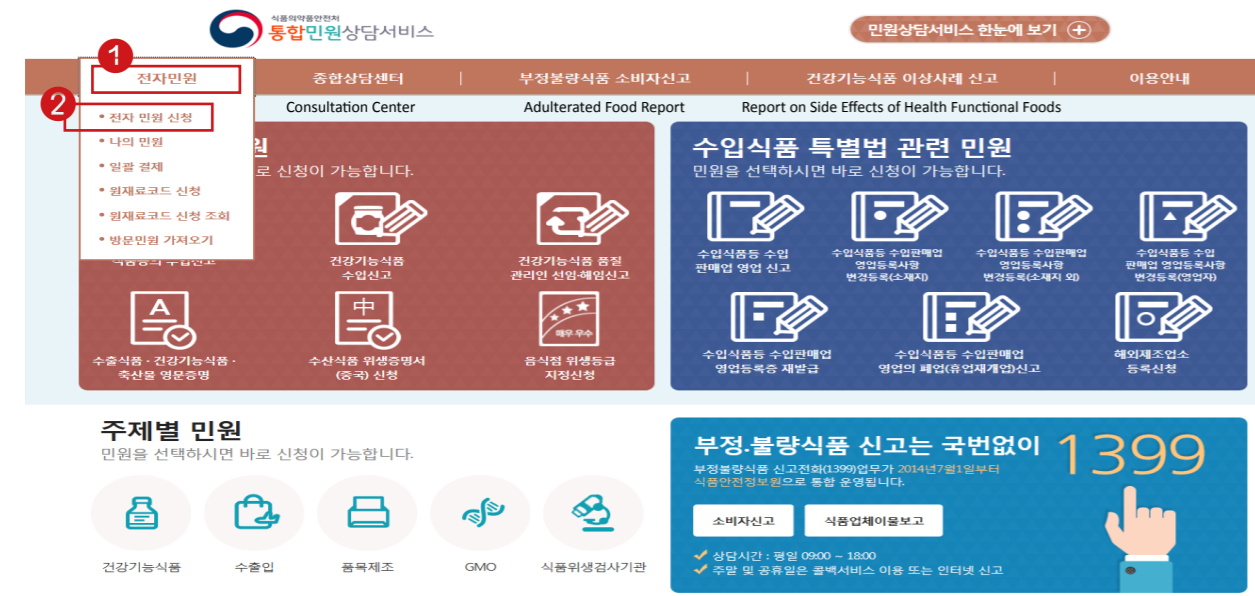 식품의약품안전처
통합민원상담서비스
민원상담서비스 한눈에 보기
1
전자민원
종합상담센터
부정불량식품 소비자신고
건강기능식품 이상사례 신고
이용안내
2
Consultation Center
Adulterated Food Report
Report on Side Effects of Health Functional Foods
• 전자 민원 신청
• 나의 민원
• 일괄 결제
• 원재료코드 신청
• 원재료코드 신청 조회
• 방문민원 가져오기
원
로 신청이 가능합니다.
건강기능식품
수입신고
건강기능식품 품질
관리인 선임·해임신고
A
수출식품 · 건강기능식품 ·
축산물 영문증명
中
수산식품 위생증명서
(중국) 신청
매우 우수
음식점 위생등급
지정신청
수입식품 특별법 관련 민원
민원을 선택하시면 바로 신청이 가능합니다.
수입식품등 수입
판매업 영업 신고
수입식품등 수입판매업
영업등록사항
변경등록(소재지)
수입식품등 수입판매업
영업등록사항
변경등록(소재지 외)
수입식품등 수입
판매업 영업등록사항
변경등록(영업자)
수입식품등 수입판매업
영업등록증 재발급
수입식품등 수입판매업
영업의 폐업(휴업재개업)신고
해외제조업소
등록신청
주제별 민원
민원을 선택하시면 바로 신청이 가능합니다.
건강기능식품
수출입
품목제조
GMO
식품위생검사기관
부정.불량식품 신고는 국번없이
1399
부정불량식품 신고전화(1399)업무가 2014년7월1일부터
식품안전정보원으로 통합 운영됩니다.
소비자신고
식품업체이물보고
상담시간 : 평일 09:00 ~ 18:00
주말 및 공휴일은 콜백서비스 이용 또는 인터넷 신고